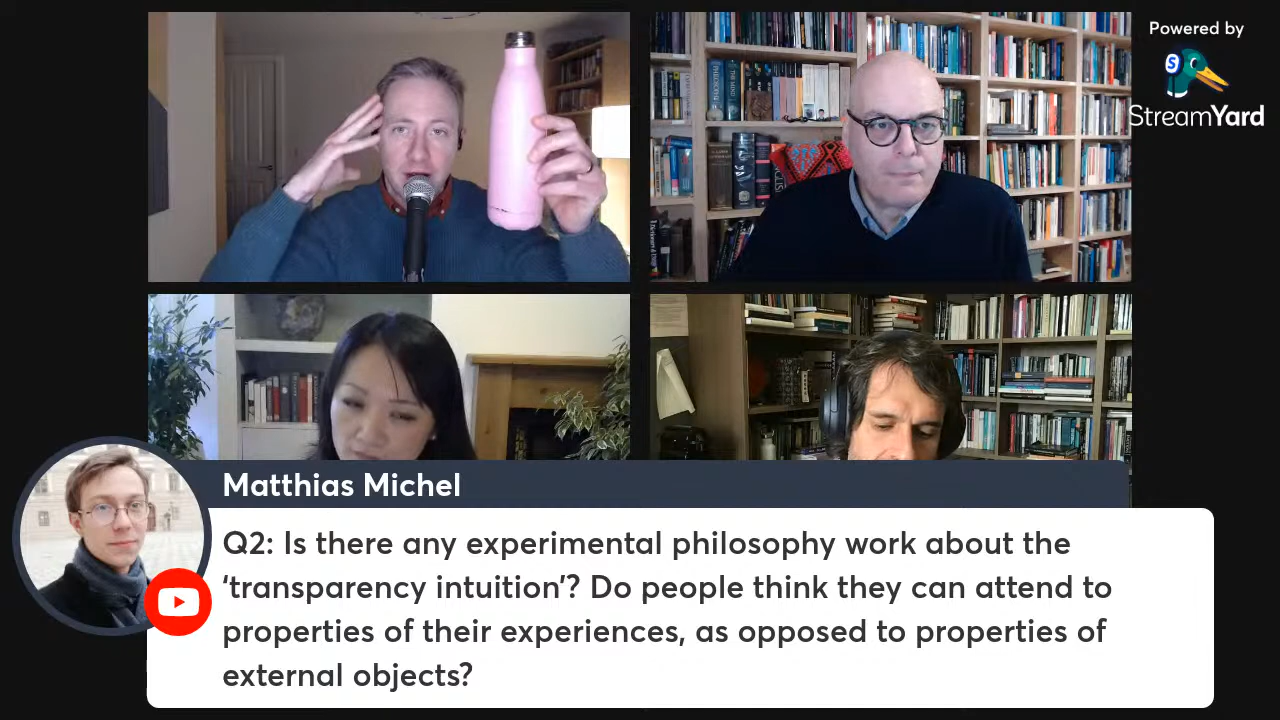 Powered by
StreamYard
Matthias Michel
Q2: Is there any experimental philosophy work about the
‘transparency intuition’? Do people think they can attend to
properties of their experiences, as opposed to properties of
external objects?